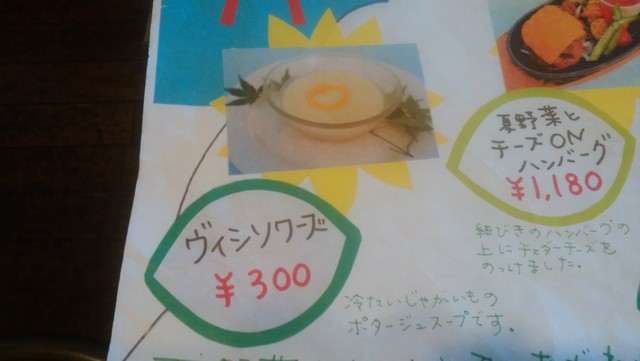 夏野菜と
チーズON
ハンバーグ
¥1,180
粗びきのハンバーグの
上にチェダーチーズを
のっけました。
ヴィシソワーズ
¥300
冷たいじゃがいもの
ポタージュスープです。